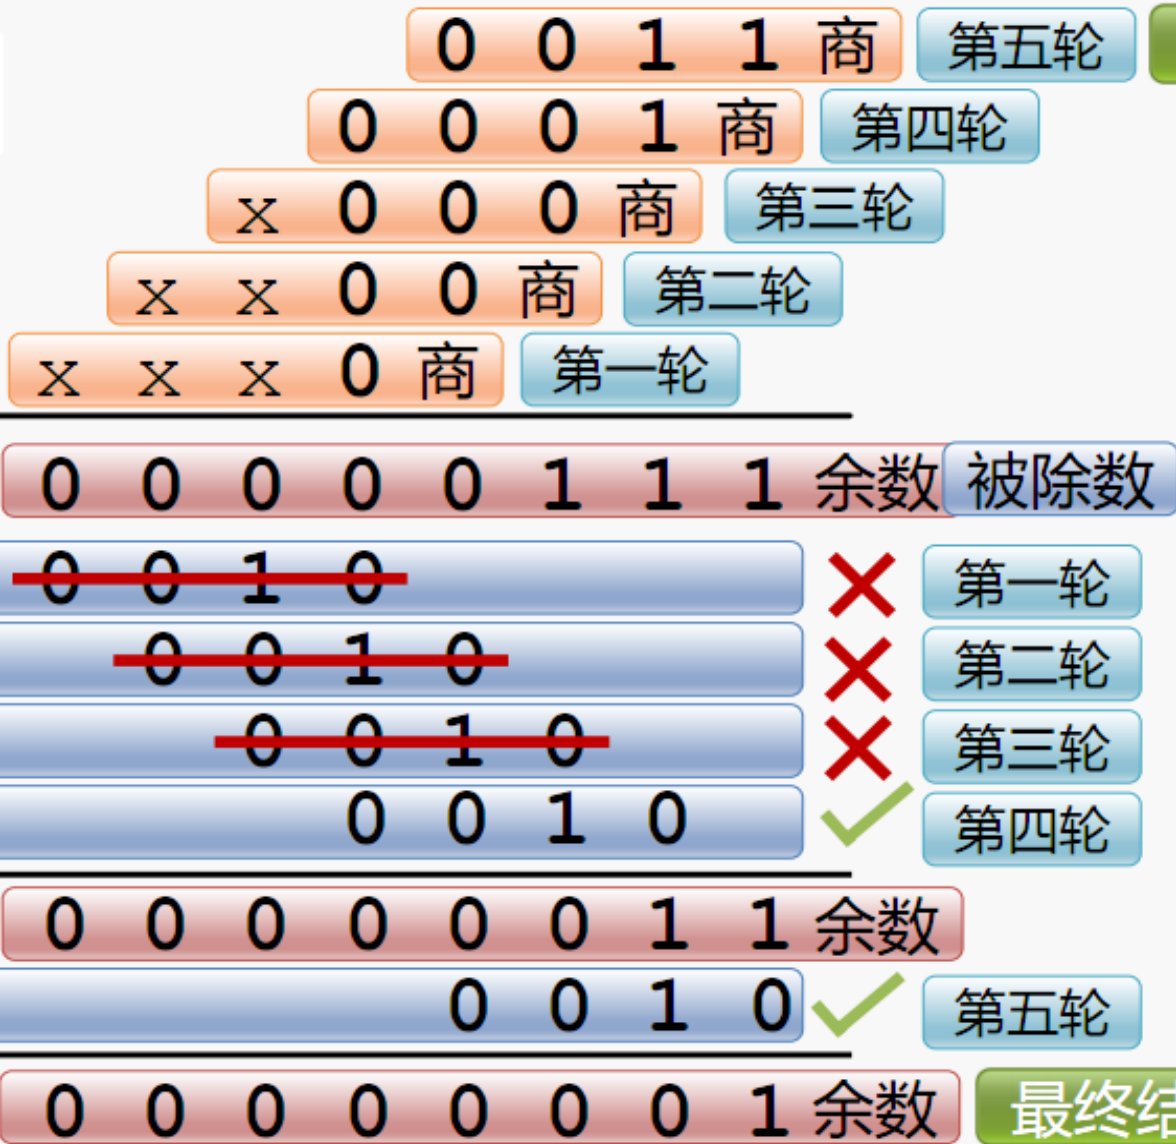 0 0 1 1 商 第五轮
0 0 0 1 商 第四轮
x 0 0 0 商 第三轮
x x 0 0 商 第二轮
x x x 0 商 第一轮
0 0 0 0 0 1 1 1 余数 被除数
0 0 1 0 第一轮
0 0 1 0 第二轮
0 0 1 0 第三轮
0 0 1 0 第四轮
0 0 0 0 0 0 1 1 余数
0 0 1 0 第五轮
0 0 0 0 0 0 0 1 余数 最终